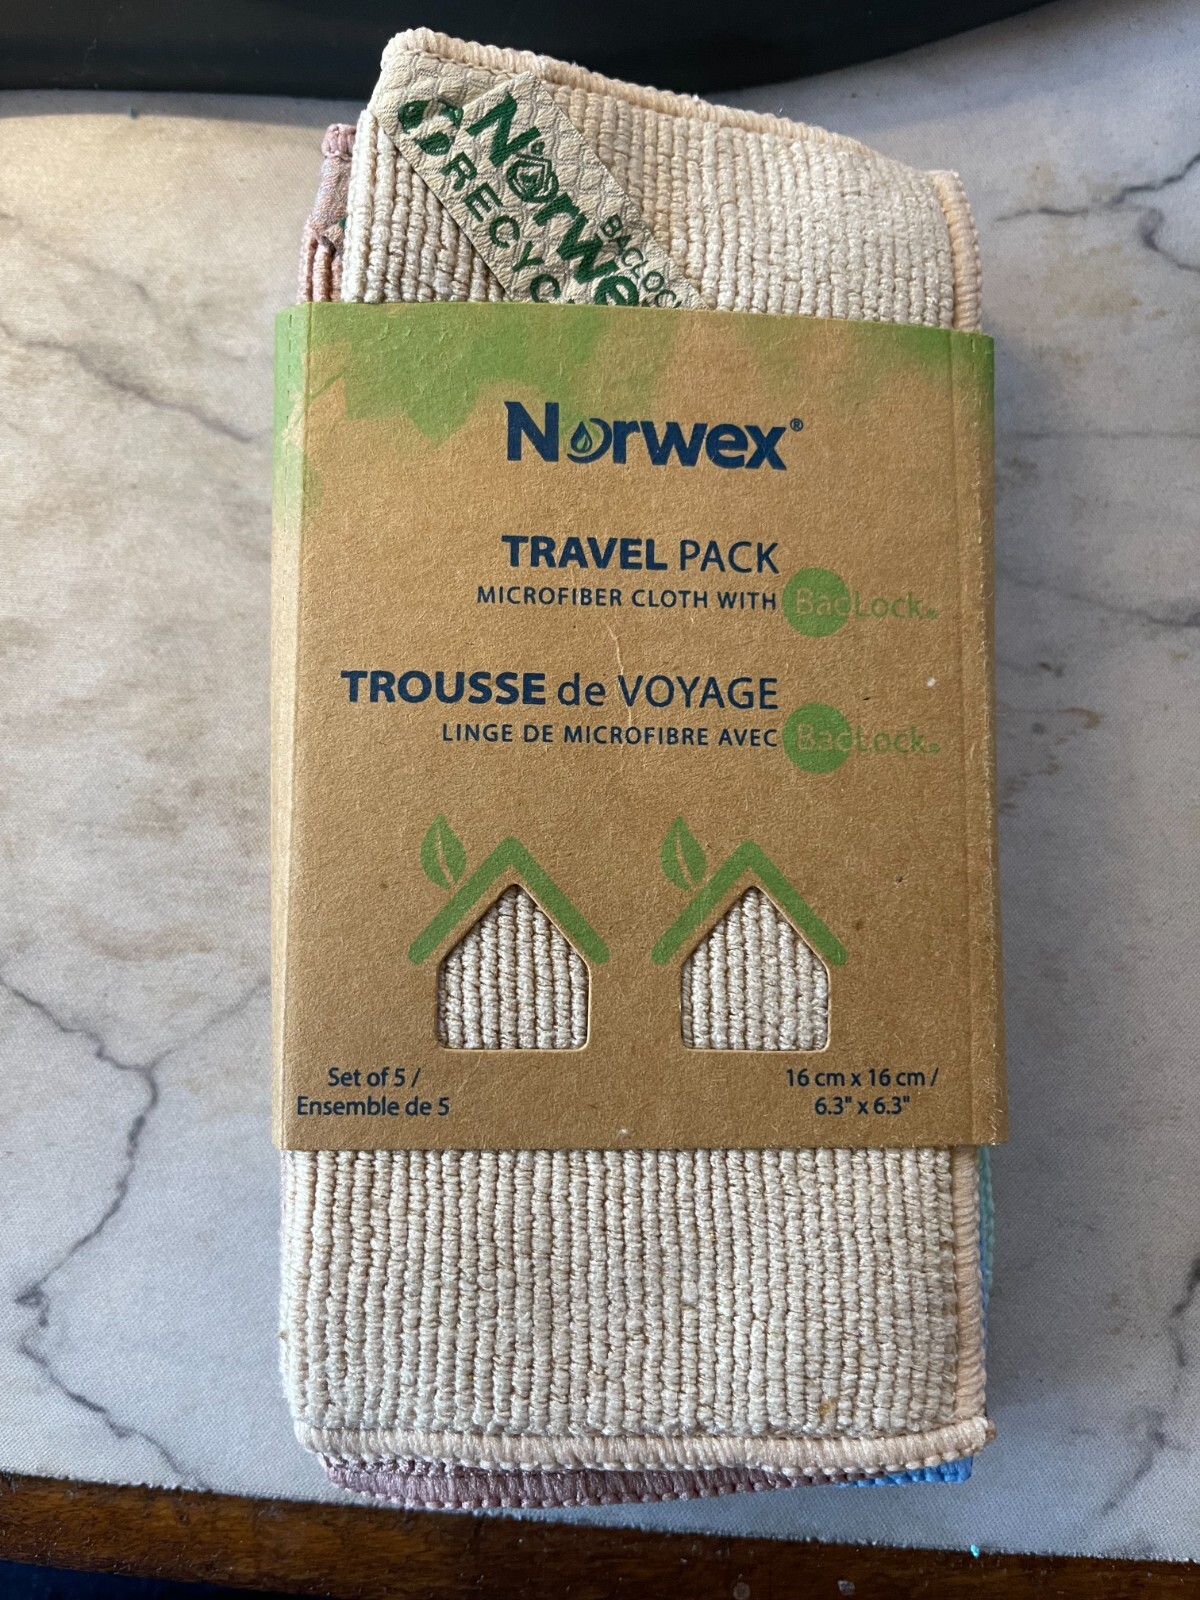 Norwex
BACLOC
RECYC
Norwex®
TRAVEL PACK
MICROFIBER CLOTH WITH BacLock®
TROUSSE de VOYAGE
LINGE DE MICROFIBRE AVEC BacLock®
Set of 5 /
Ensemble de 5
16 cm x 16 cm /
6.3" x 6.3"